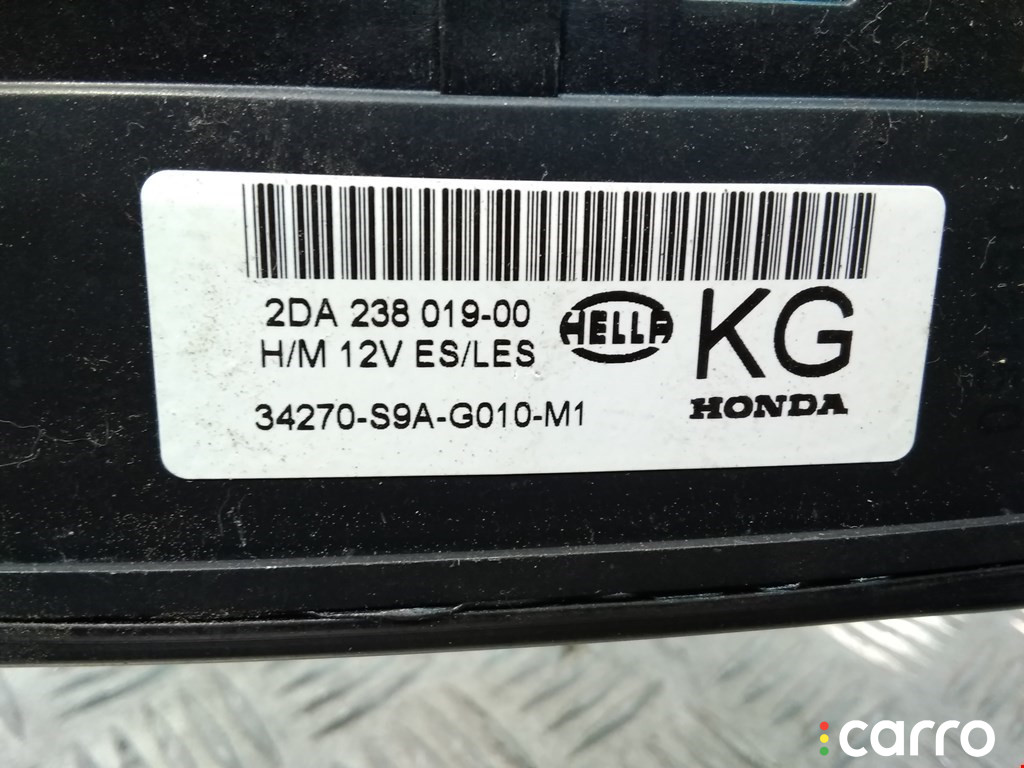 2DA 238 019-00
H/M 12V ES/LES
HELLA
KG
34270-S9A-G010-M1
HONDA
carro